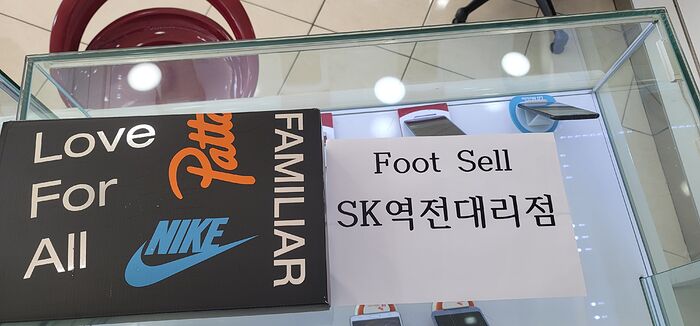 Love
For
All
Patta
NIKE
FAMILIAR
Foot Sell
SK역전대리점